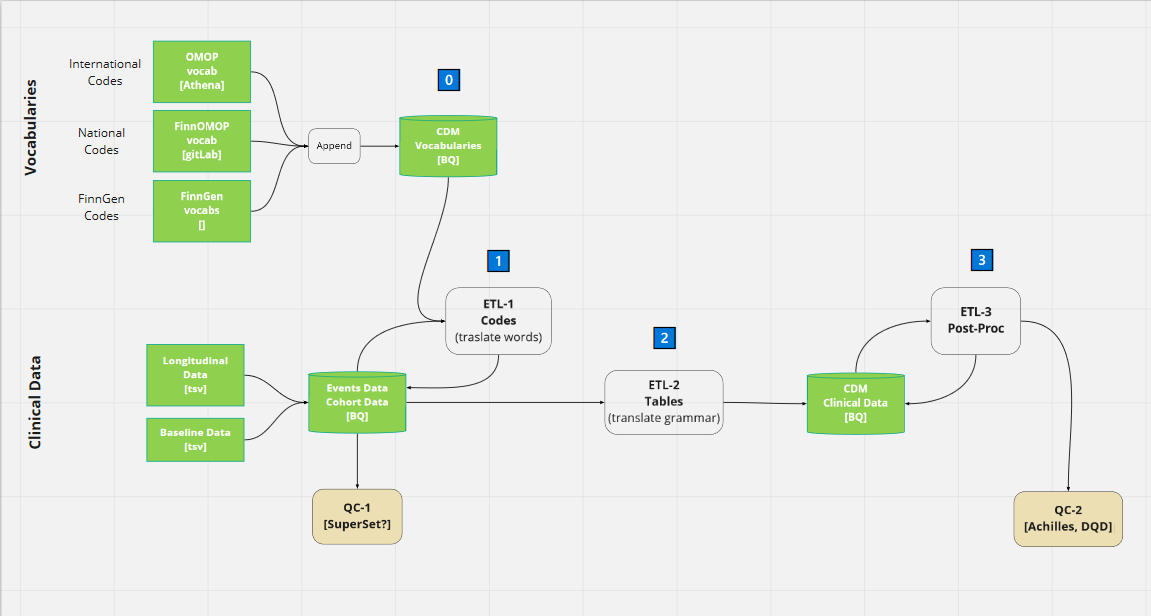 Vocabularies
International
Codes
OMOP
vocab
[Athena]
National
Codes
FinnOMOP
vocab
[gitLab]
FinnGen
Codes
FinnGen
vocabs
[]
Append
0
CDM
Vocabularies
[BQ]
Clinical Data
Longitudinal
Data
[tsv]
Baseline Data
[tsv]
Events Data
Cohort Data
[BQ]
1
ETL-1
Codes
(traslate words)
QC-1
[SuperSet?]
2
ETL-2
Tables
(translate grammar)
CDM
Clinical Data
[BQ]
3
ETL-3
Post-Proc
QC-2
[Achilles, DQD]